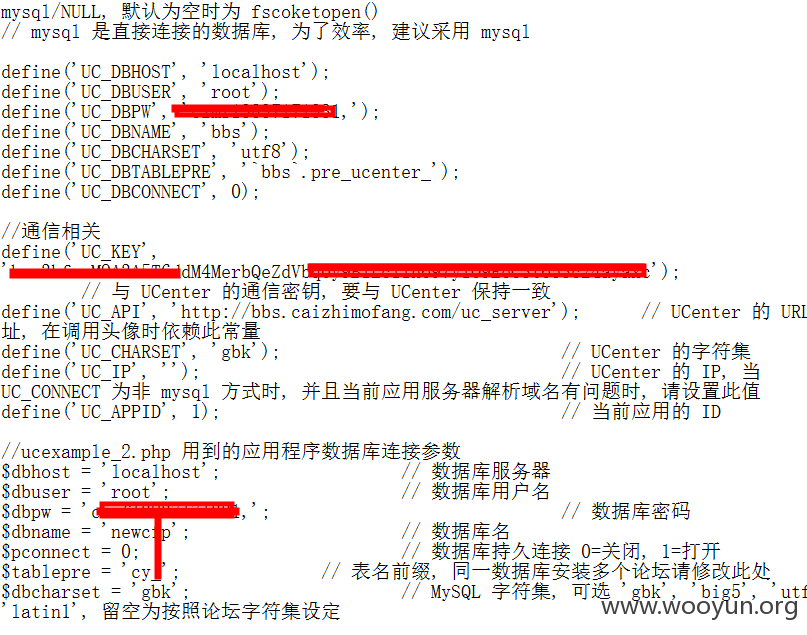 mysql/NULL, 默认为空时为 fscoketopen()
// mysql 是直接连接的数据库, 为了效率, 建议采用 mysql
define('UC_DBHOST', 'localhost');
define('UC_DBUSER', 'root');
define('UC_DBPW',
define('UC_DBNAME', 'bbs');
define('UC_DBCHARSET', 'utf8');
define('UC_DBTABLEPRE', '`bbs`.pre_ucenter_');
define('UC_DBCONNECT', 0);
//通信相关
define('UC_KEY',
');
// 与 UCenter 的通信密钥, 要与 UCenter 保持一致
define('UC_API', 'http://bbs.caizhimofang.com/uc_server'); // UCenter 的 URL
址, 在调用头像时依赖此常量
define('UC_CHARSET', 'gbk'); // UCenter 的字符集
define('UC_IP', ''); // UCenter 的 IP, 当
UC_CONNECT 为非 mysql 方式时, 并且当前应用服务器解析域名有问题时, 请设置此值
define('UC_APPID', 1); // 当前应用的 ID
//ucexample_2.php 用到的应用程序数据库连接参数
$dbhost = 'localhost'; // 数据库服务器
$dbuser = 'root'; // 数据库用户名
$dbpw = // 数据库密码
$dbname = // 数据库名
$pconnect = 0; // 数据库持久连接 0=关闭, 1=打开
$tablepre = // 表名前缀, 同一数据库安装多个论坛请修改此处
$dbcharset = 'gbk'; // MySQL 字符集, 可选 'gbk', 'big5', 'utf
'latin1', 留空为按照论坛字符集设定
www.wooyun.org